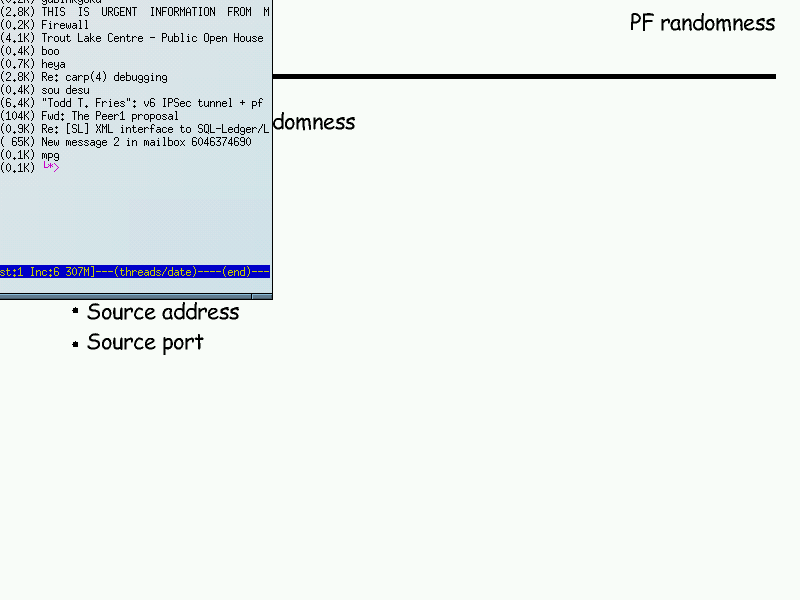 PF randomness
(2.8K) THIS IS URGENT INFORMATION FROM M
(0.2K) Firewall
(4.1K) Trout Lake Centre - Public Open House
(0.4K) boo
(0.7K) heya
(2.8K) Re: carp(4) debugging
(0.4K) sou desu
(6.4K) "Todd T. Fries": v6 IPSec tunnel + pf
(104K) Fwd: The Peer1 proposal
(0.9K) Re: [SL] XML interface to SQL-Ledger/L
( 65K) New message 2 in mailbox 6046374690
(0.1K) mpg
(0.1K) └*>
st:1 Inc:6 307M]---(threads/date)----(end)---
domness
• Source address
• Source port